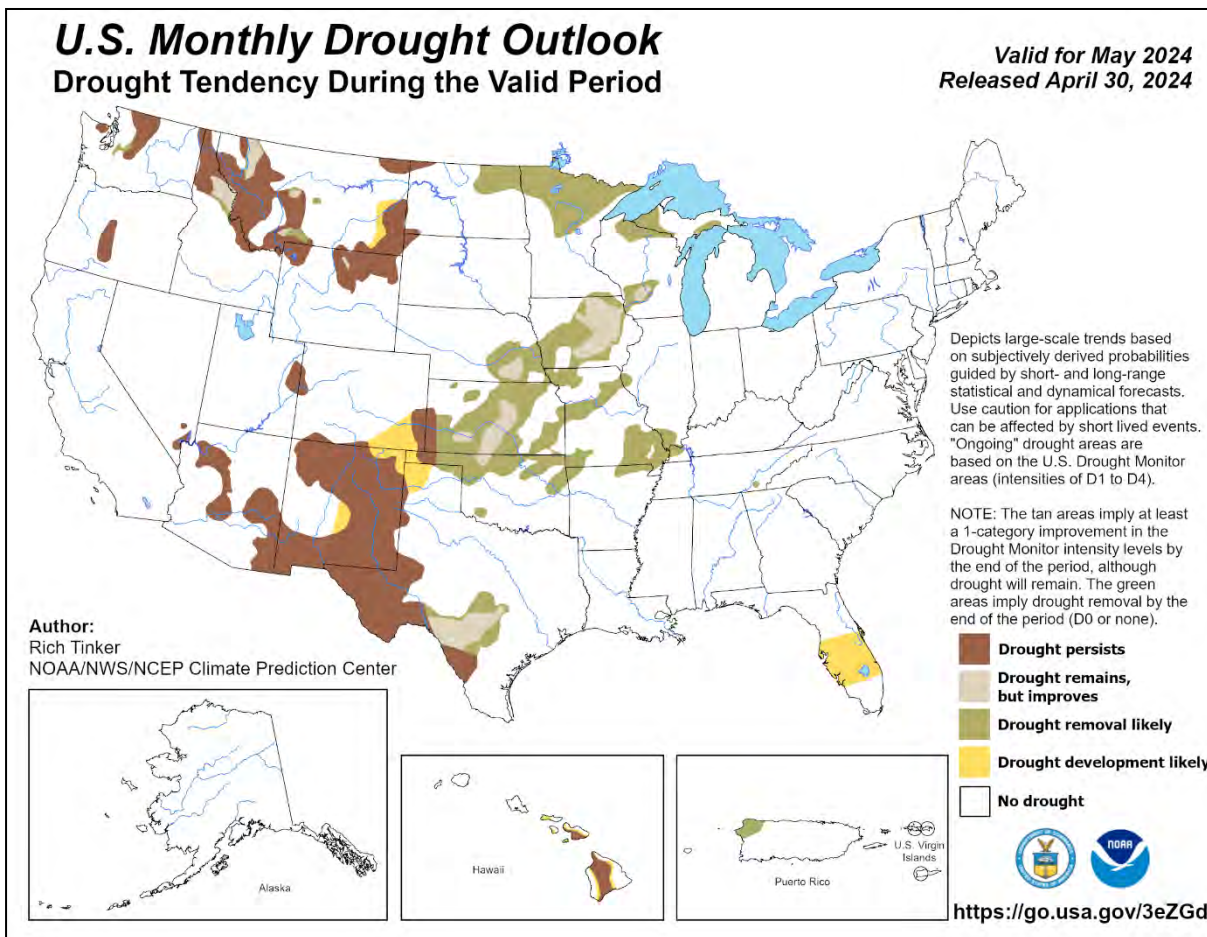 U.S. Monthly Drought Outlook
Drought Tendency During the Valid Period
Valid for May 2024
Released April 30, 2024
Depicts large-scale trends based
on subjectively derived probabilities
guided by short- and long-range
statistical and dynamical forecasts.
Use caution for applications that
can be affected by short lived events.
"Ongoing" drought areas are
based on the U.S. Drought Monitor
areas (intensities of D1 to D4).
NOTE: The tan areas imply at least
a 1-category improvement in the
Drought Monitor intensity levels by
the end of the period, although
drought will remain. The green
areas imply drought removal by the
end of the period (D0 or none).
Author:
Rich Tinker
NOAA/NWS/NCEP Climate Prediction Center
Drought persists
Drought remains,
but improves
Drought removal likely
Drought development likely
No drought
Alaska
Hawaii
Puerto Rico
U.S. Virgin
Islands
NOAA
https://go.usa.gov/3eZGd